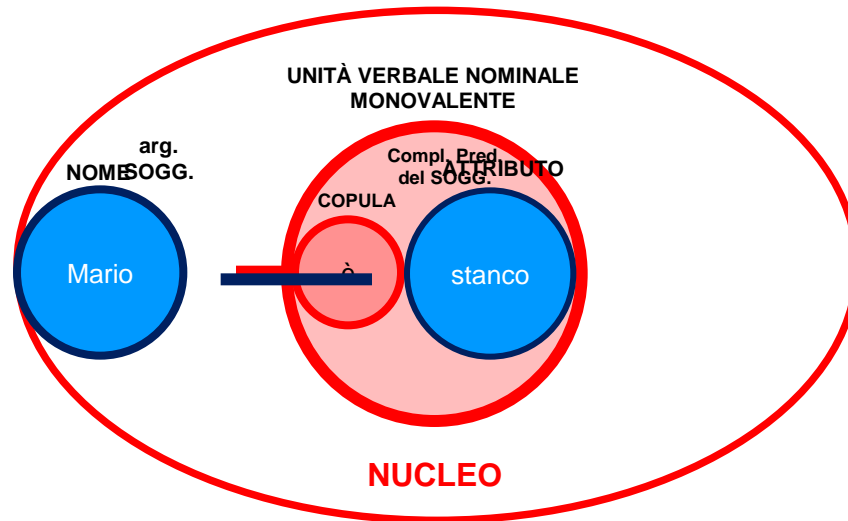 UNITÀ VERBALE NOMINALE
MONOVALENTE
arg.
SOGG.
NOME
Compl. Pred.
del SOGG.
ATTRIBUTO
COPULA
Mario
È
stanco
NUCLEO